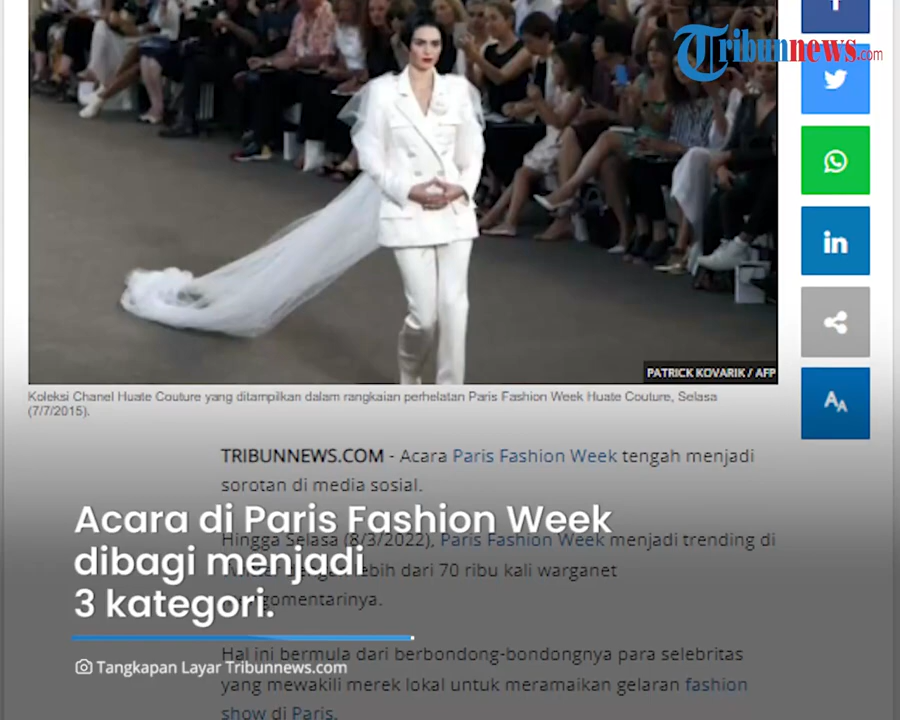 Tribunnews.com
PATRICK KOVARIK / AFP
Koleksi Chanel Huate Couture yang ditampilkan dalam rangkaian perhelatan Paris Fashion Week Huate Couture, Selasa
(7/7/2015).
TRIBUNNEWS.COM - Acara Paris Fashion Week tengah menjadi
sorotan di media sosial.
Hingga Selasa (8/3/2022), Paris Fashion Week menjadi trending di
lebih dari 70 ribu kali warganet
Acara di Paris Fashion Week
dibagi menjadi
3 kategori.
Hal ini bermula dari berbondong-bondongnya para selebritas
Tangkapan Layar Tribunnews.com
yang mewakili merek lokal untuk meramaikan gelaran fashion
show di Paris.